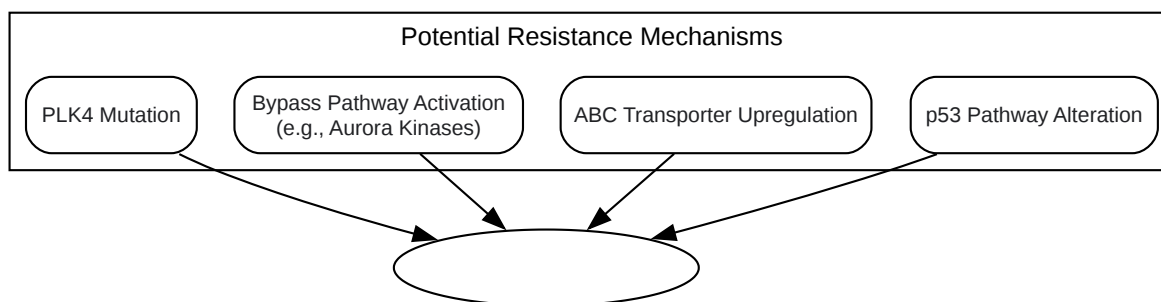 Potential Resistance Mechanisms
PLK4 Mutation
Bypass Pathway Activation
(e.g., Aurora Kinases)
ABC Transporter Upregulation
p53 Pathway Alteration